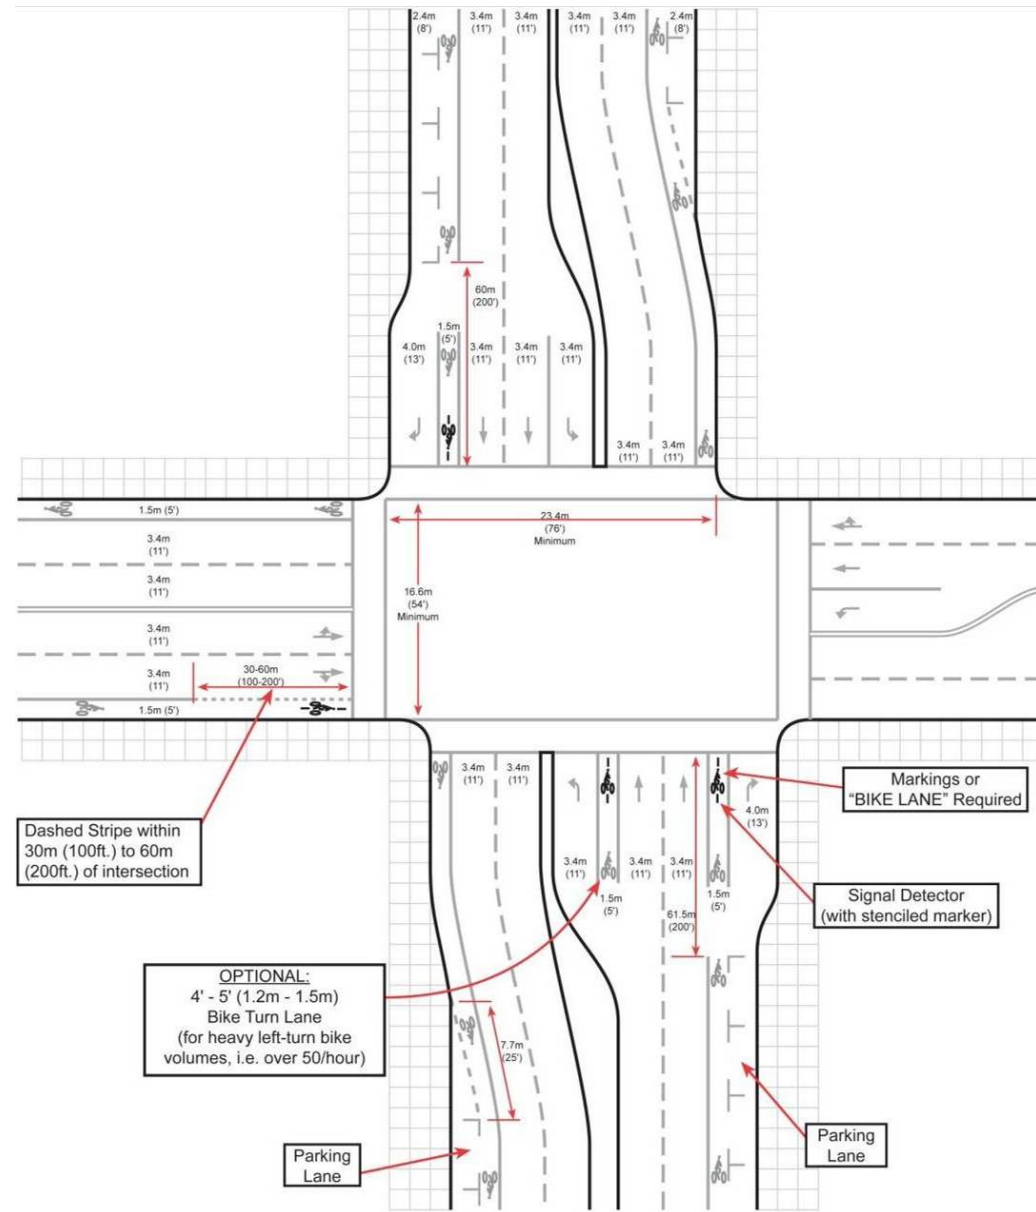 2.4m 3.4m 3.4m 3.4m 3.4m 2.4m
(8') (11') (11') (11') (11') (8')
60m
(200')
1.5m
(5')
4.0m 3.4m 3.4m 3.4m
(13') (11') (11') (11')
3.4m 3.4m
(11') (11')
1.5m (5')
23.4m
(76')
Minimum
3.4m
(11')
3.4m
(11')
16.6m
(54')
Minimum
3.4m
(11')
3.4m
(11')
30-60m
(100-200')
1.5m (5')
3.4m 3.4m
(11') (11')
Markings or
“BIKE LANE” Required
4.0m
(13')
Dashed Stripe within
30m (100ft.) to 60m
(200ft.) of intersection
3.4m 3.4m 3.4m
(11') (11') (11')
1.5m 1.5m
(5') (5')
61.5m
(200')
Signal Detector
(with stenciled marker)
OPTIONAL:
4' - 5' (1.2m - 1.5m)
Bike Turn Lane
(for heavy left-turn bike
volumes, i.e. over 50/hour)
7.7m
(25')
Parking
Lane
Parking
Lane